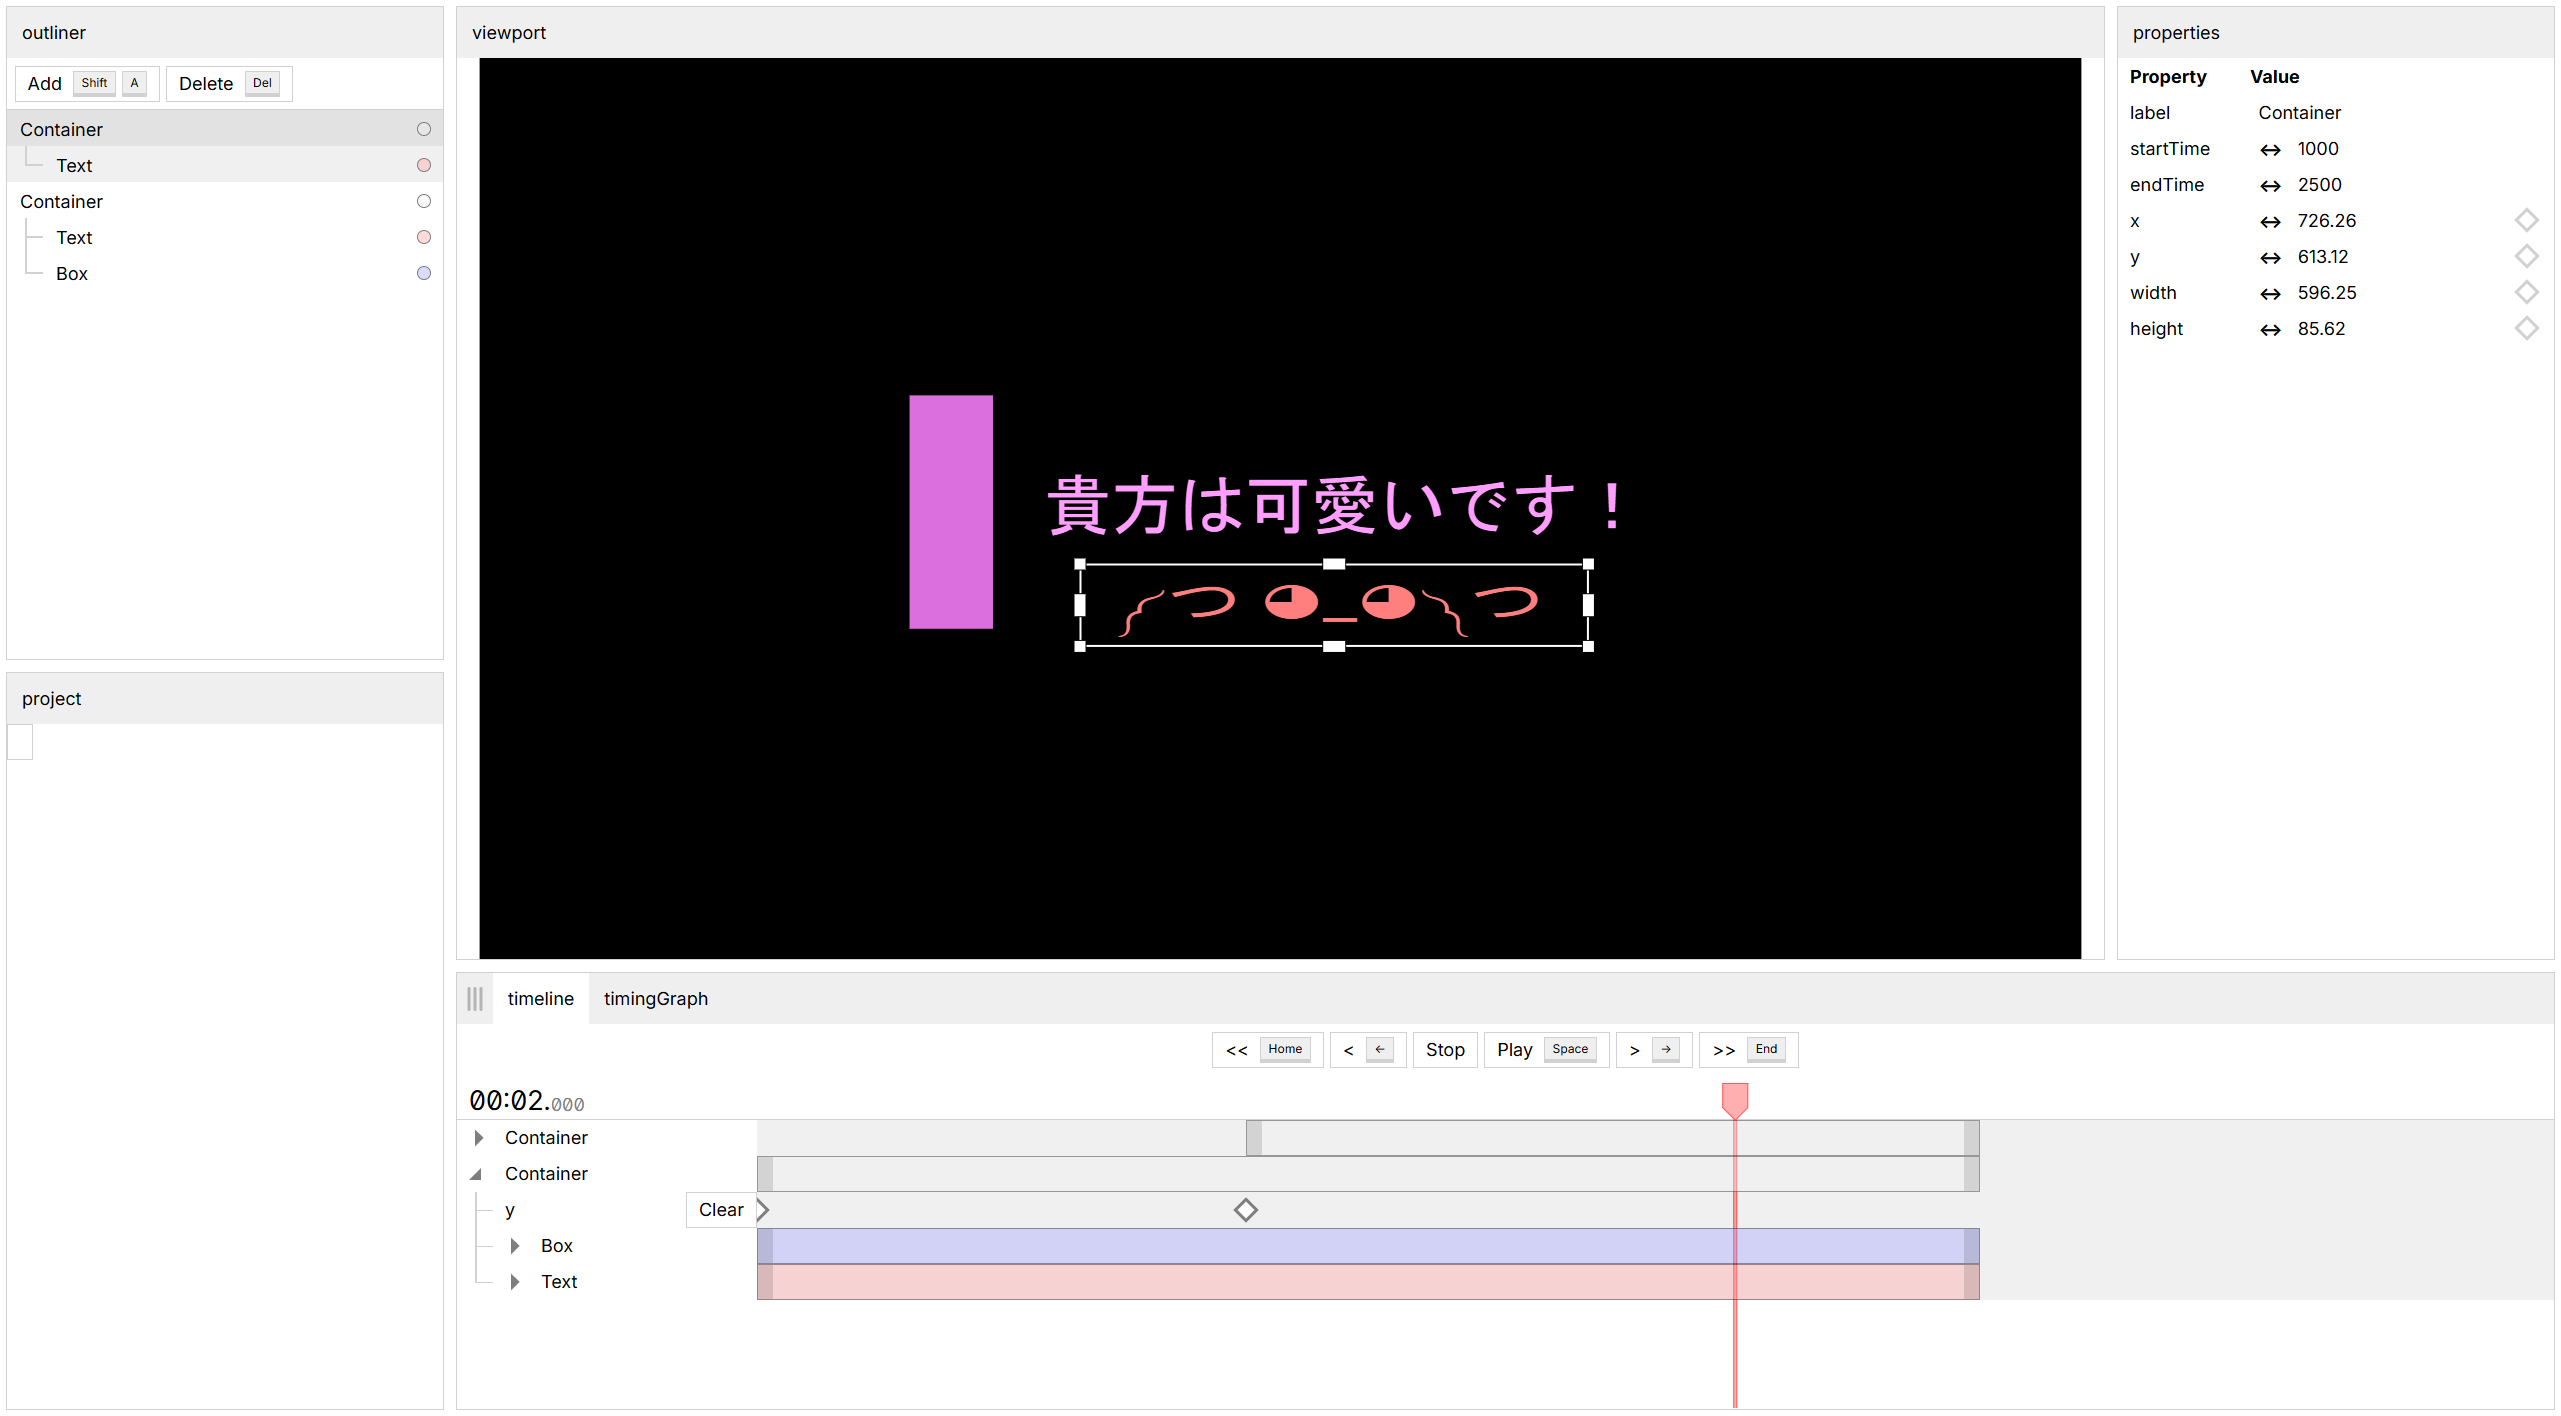 outliner
Add Shift A Delete Del
Container
Text
Container
Text
Box
project
viewport
貴方は可愛いです！
༼つ ◕_◕༽つ
properties
Property Value
label Container
startTime ↔ 1000
endTime ↔ 2500
x ↔ 726.26
y ↔ 613.12
width ↔ 596.25
height ↔ 85.62
timeline timingGraph
<< Home < ← Stop Play Space > → >> End
00:02.000
Container
Container
y Clear
Box
Text